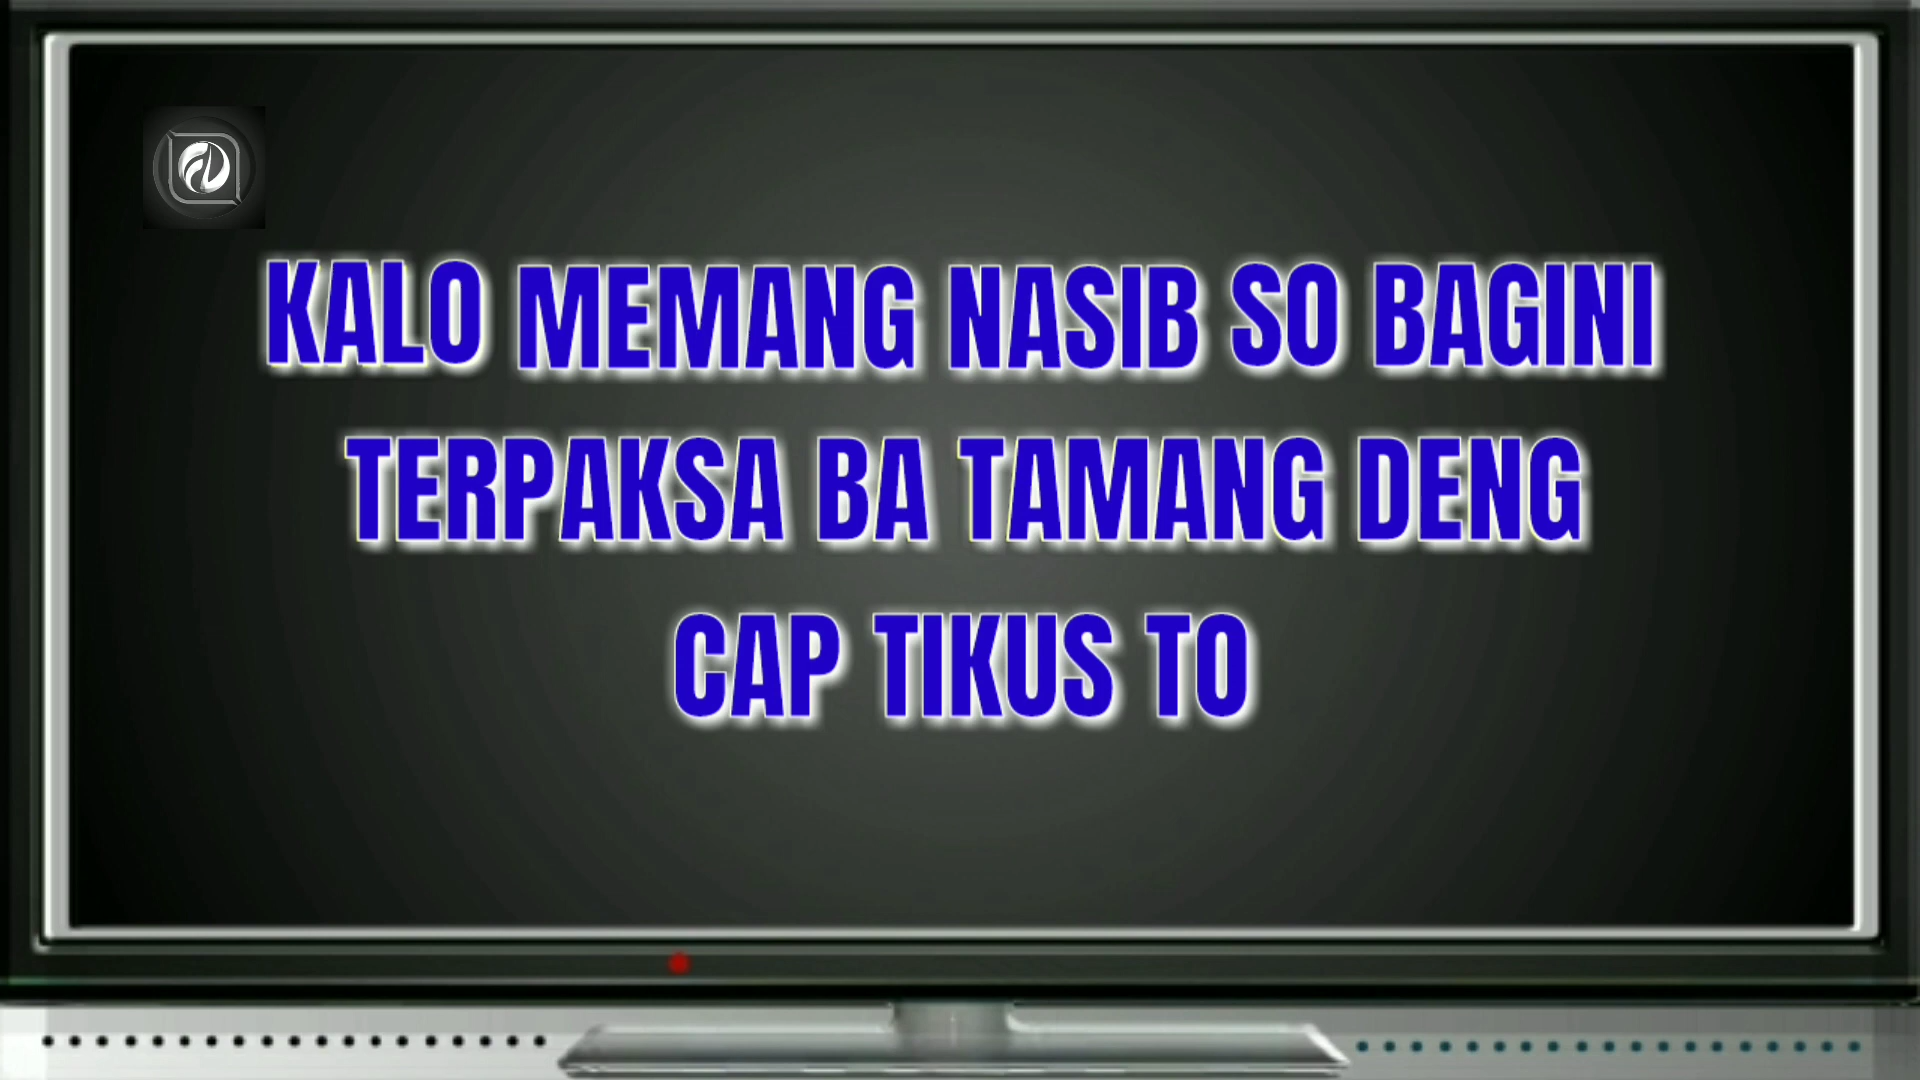 KALO MEMANG NASIB SO BAGINI
TERPAKSA BA TAMANG DENG
CAP TIKUS TO